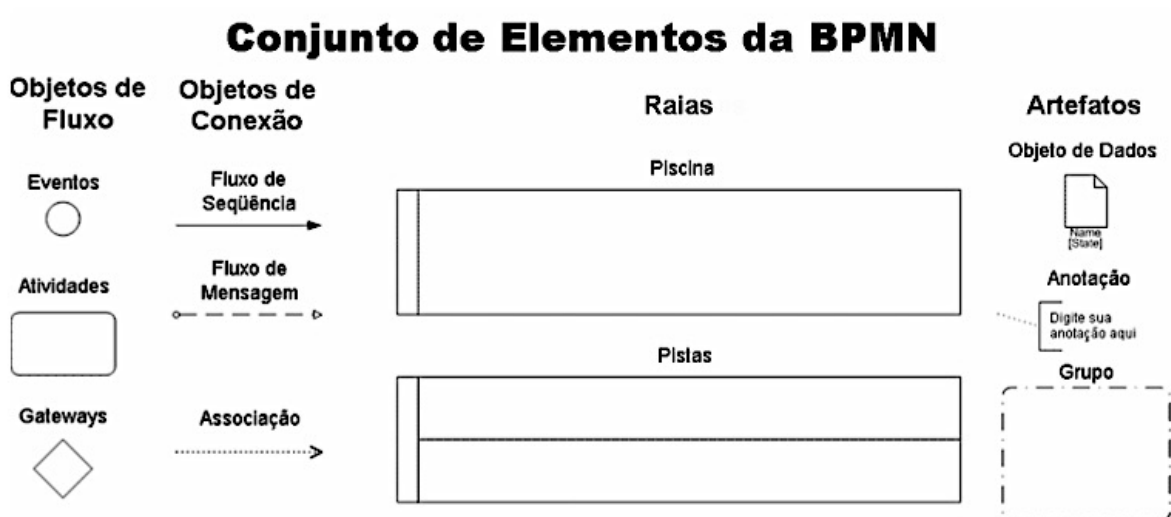 Conjunto de Elementos da BPMN
Objetos de
Fluxo
Eventos
Atividades
Gateways
Objetos de
Conexão
Fluxo de
Seqüência
Fluxo de
Mensagem
Associação
Raias
Piscina
Pistas
Artefatos
Objeto de Dados
Name
[State]
Anotação
Digite sua
anotação aqui
Grupo